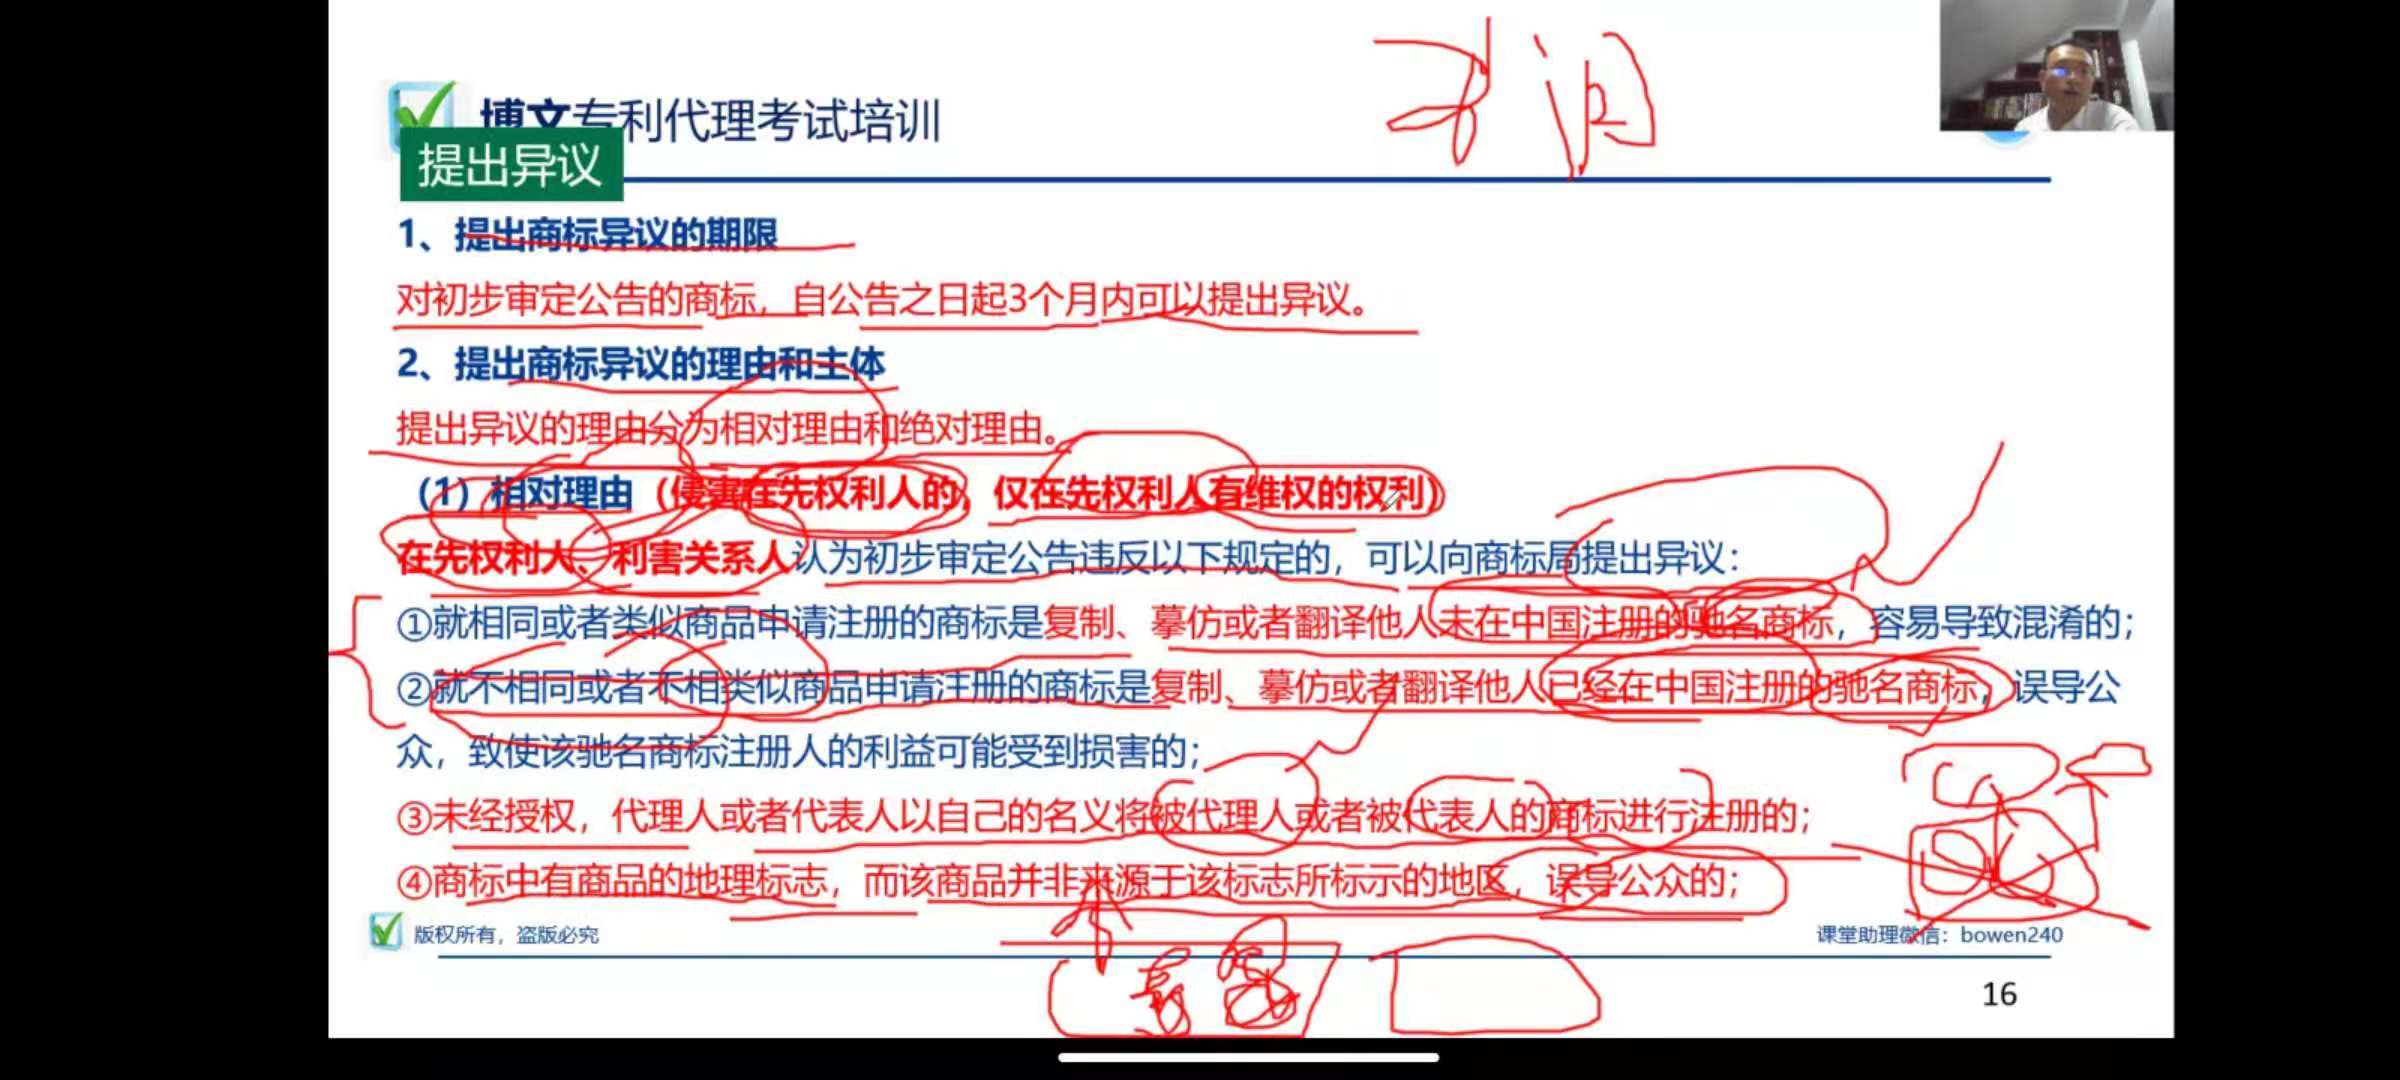 博文专利代理考试培训
提出异议
1、提出商标异议的期限
对初步审定公告的商标，自公告之日起3个月内可以提出异议。
2、提出商标异议的理由和主体
提出异议的理由分为相对理由和绝对理由。
（1）相对理由（侵害在先权利人的，仅在先权利人有维权的权利）
在先权利人、利害关系人认为初步审定公告违反以下规定的，可以向商标局提出异议：
①就相同或者类似商品申请注册的商标是复制、摹仿或者翻译他人未在中国注册的驰名商标，容易导致混淆的；
②就不相同或者不相类似商品申请注册的商标是复制、摹仿或者翻译他人已经在中国注册的驰名商标，误导公
众，致使该驰名商标注册人的利益可能受到损害的；
③未经授权，代理人或者代表人以自己的名义将被代理人或者被代表人的商标进行注册的；
④商标中有商品的地理标志，而该商品并非来源于该标志所标示的地区，误导公众的；
版权所有，盗版必究
课堂助理微信：bowen240
16